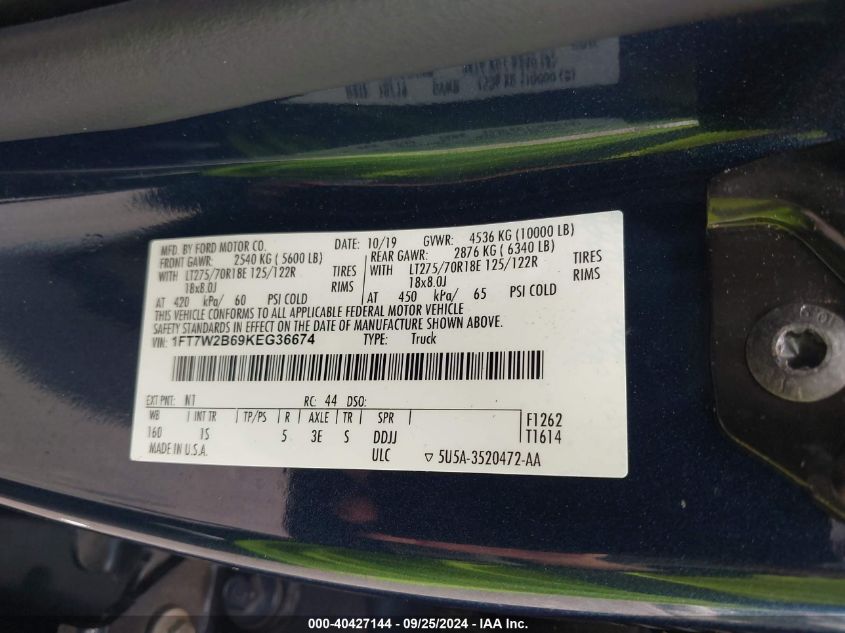 MFD. BY FORD MOTOR CO.
DATE: 10/19 GVWR: 4536 KG (10000 LB)
FRONT GAWR: 2540 KG ( 5600 LB) REAR GAWR: 2876 KG ( 6340 LB)
WITH LT275/70R18E 125/122R TIRES WITH LT275/70R18E 125/122R TIRES
18x8.0J RIMS 18x8.0J RIMS
AT 420 kPa/ 60 PSI COLD AT 450 kPa/ 65 PSI COLD
THIS VEHICLE CONFORMS TO ALL APPLICABLE FEDERAL MOTOR VEHICLE
SAFETY STANDARDS IN EFFECT ON THE DATE OF MANUFACTURE SHOWN ABOVE.
VIN: 1FT7W2B69KEG36674 TYPE: Truck
EXT PNT: N1 RC: 44 DSO:
WB INT TR TP/PS R AXLE TR SPR F1262
160 1S 5 3E S DDJJ T1614
MADE IN U.S.A. ULC ▽ 5U5A-3520472-AA
000-40427144 - 09/25/2024 - IAA Inc.